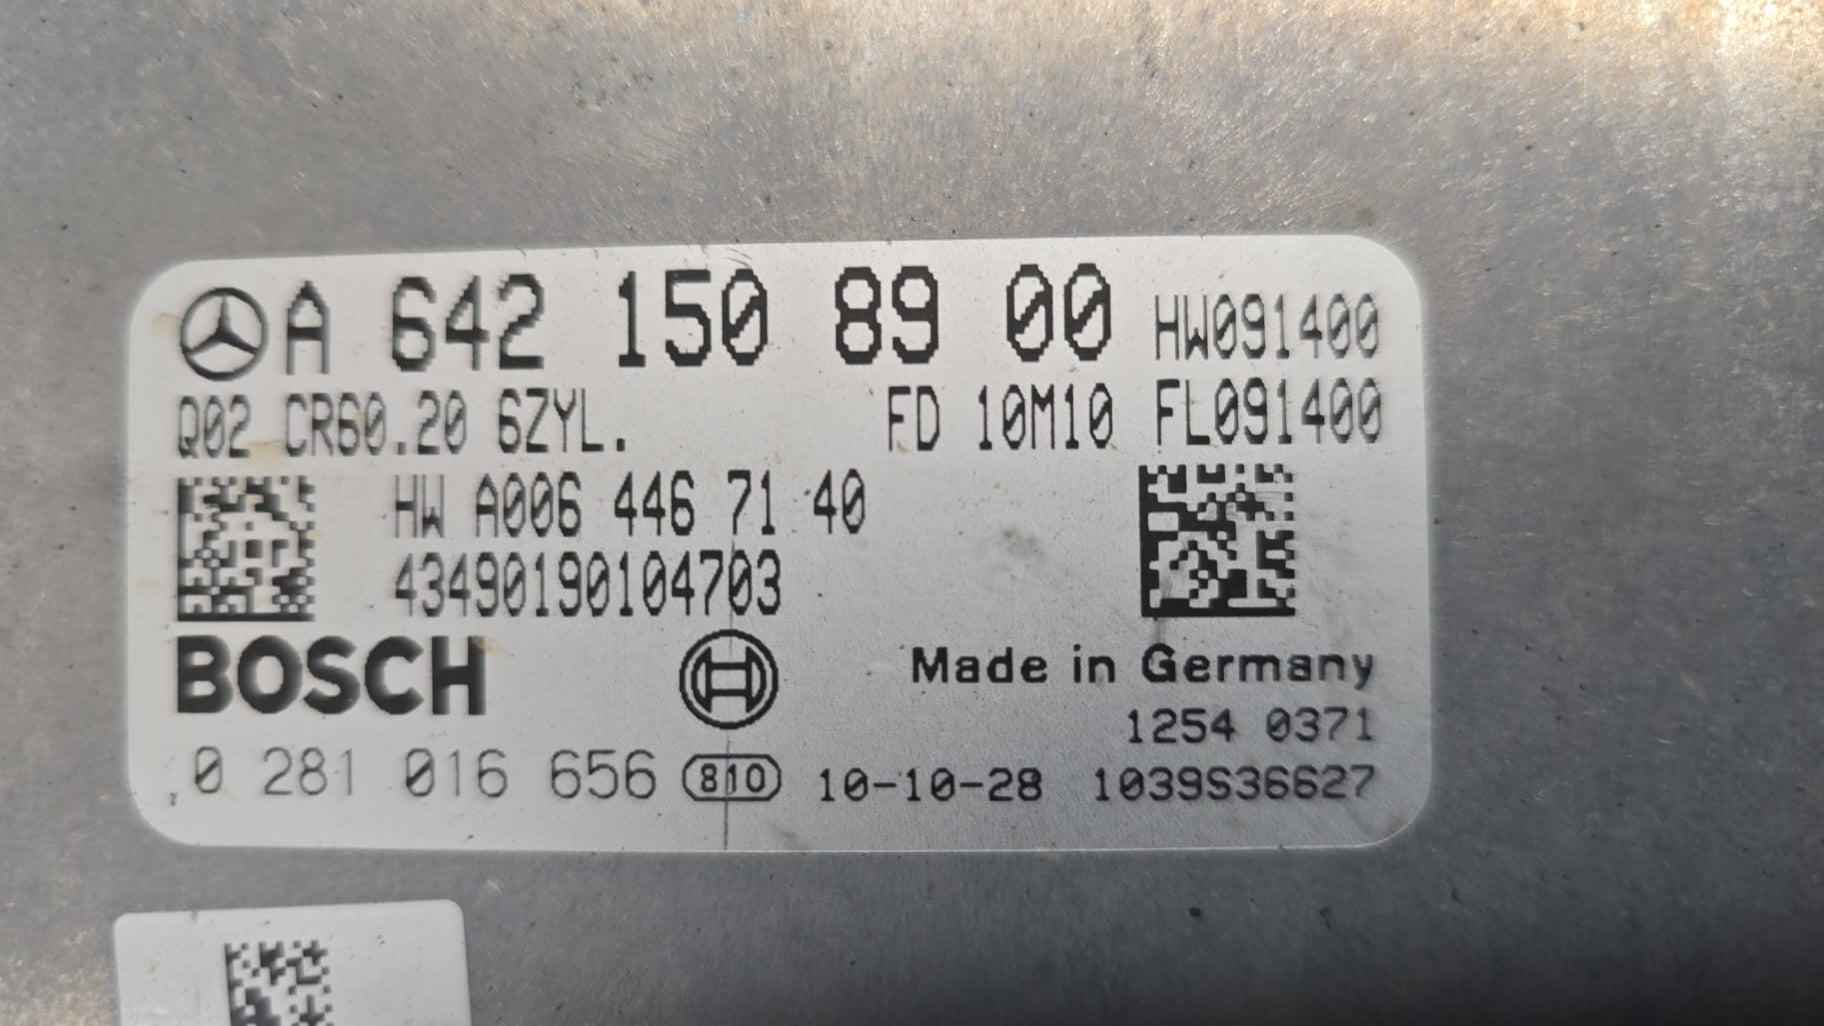 A 642 150 89 00 HW091400
Q02 CR60.20 6ZYL. FD 10M10 FL091400
HW A006 446 71 40
43490190104703
BOSCH Made in Germany
1254 0371
0 281 016 656 810 10-10-28 1039S36627